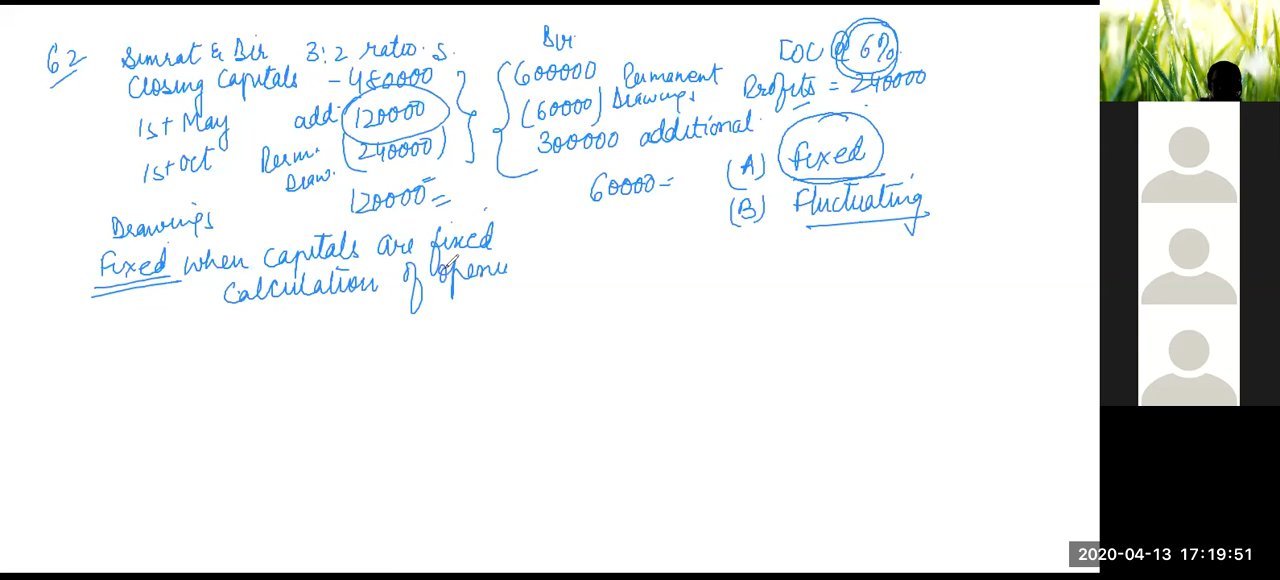 62 Simrat & Bir 3:2 ratio. S.
Closing Capitals - 480000
1st May add: 120000
1st Oct Perm. Draw. (240000)
120000 =
Bir
600000 Permanent
(60000) Drawings
300000 additional.
60000 =
IOC @ 6%
Profits = 240000
(A) fixed
(B) Fluctuating
Drawings
Fixed when capitals are fixed
Calculation of openi
2020-04-13 17:19:51